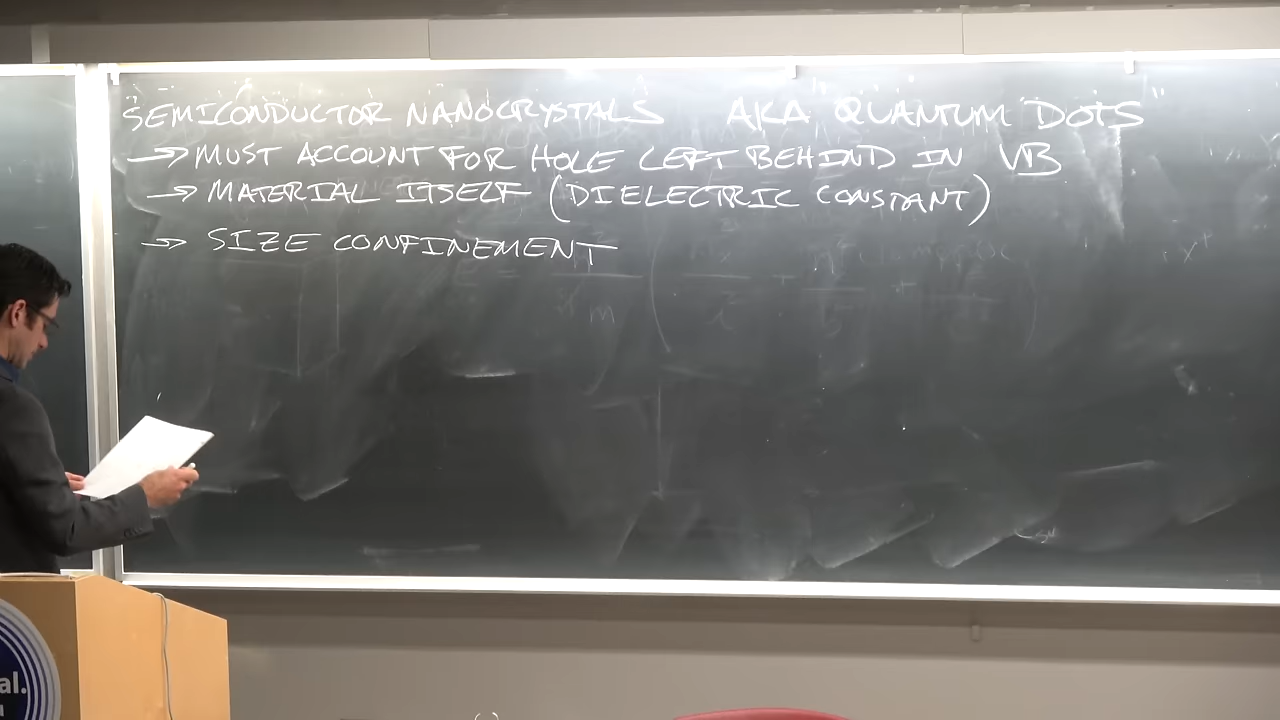 SEMICONDUCTOR NANOCRYSTALS AKA "QUANTUM DOTS"
→ MUST ACCOUNT FOR HOLE LEFT BEHIND IN VB
→ MATERIAL ITSELF (DIELECTRIC CONSTANT)
→ SIZE CONFINEMENT
al.